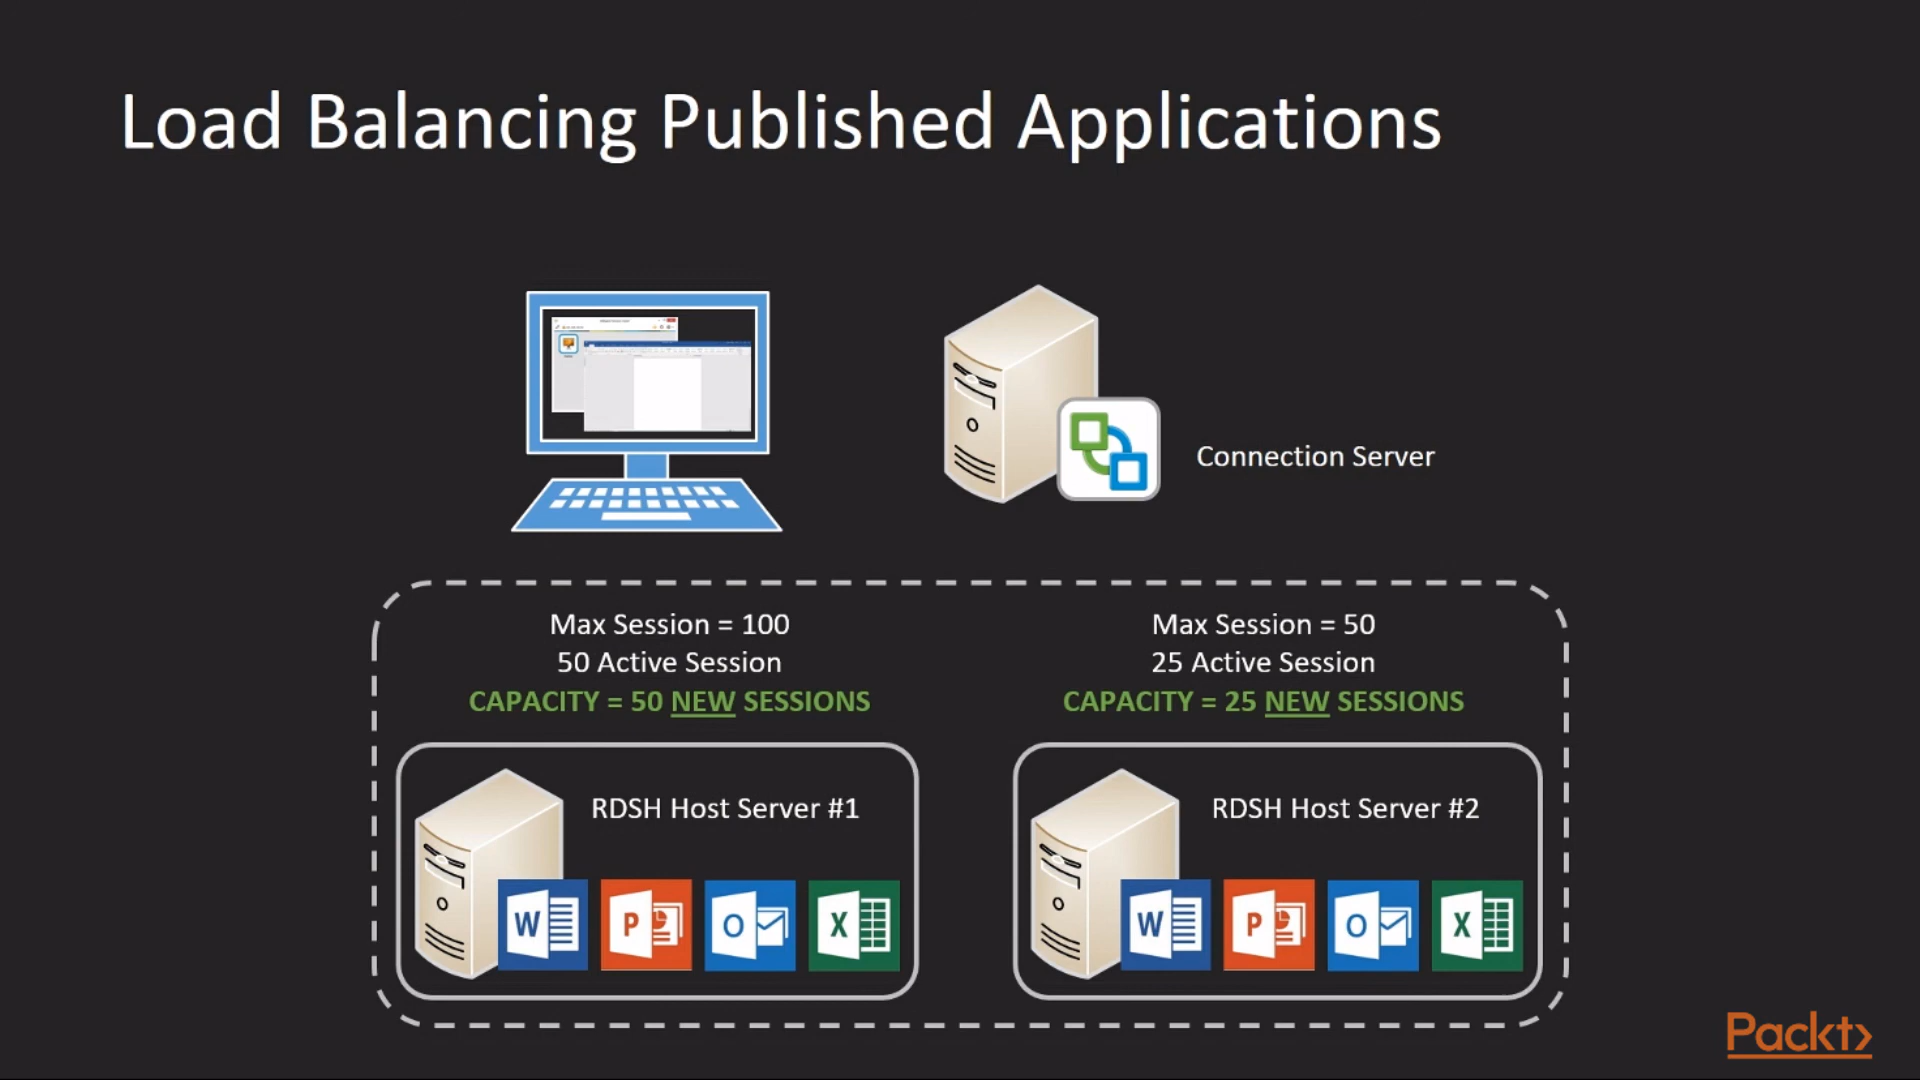 Load Balancing Published Applications
Connection Server
Max Session = 100
50 Active Session
CAPACITY = 50 NEW SESSIONS
Max Session = 50
25 Active Session
CAPACITY = 25 NEW SESSIONS
RDSH Host Server #1
W
P
O
X
RDSH Host Server #2
W
P
O
X
Packt